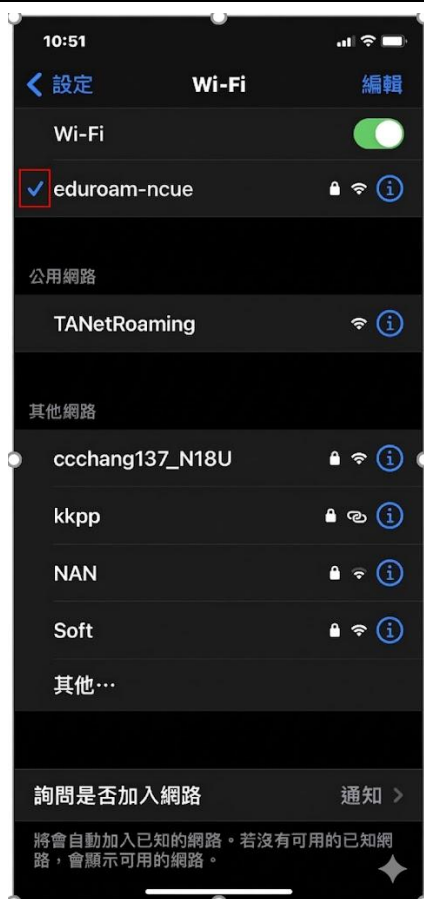 10:51
設定
Wi-Fi
編輯
Wi-Fi
eduroam-ncue
公用網路
TANetRoaming
其他網路
ccchang137_N18U
kkpp
NAN
Soft
其他…
詢問是否加入網路
通知
將會自動加入已知的網路。若沒有可用的已知網
路，會顯示可用的網路。